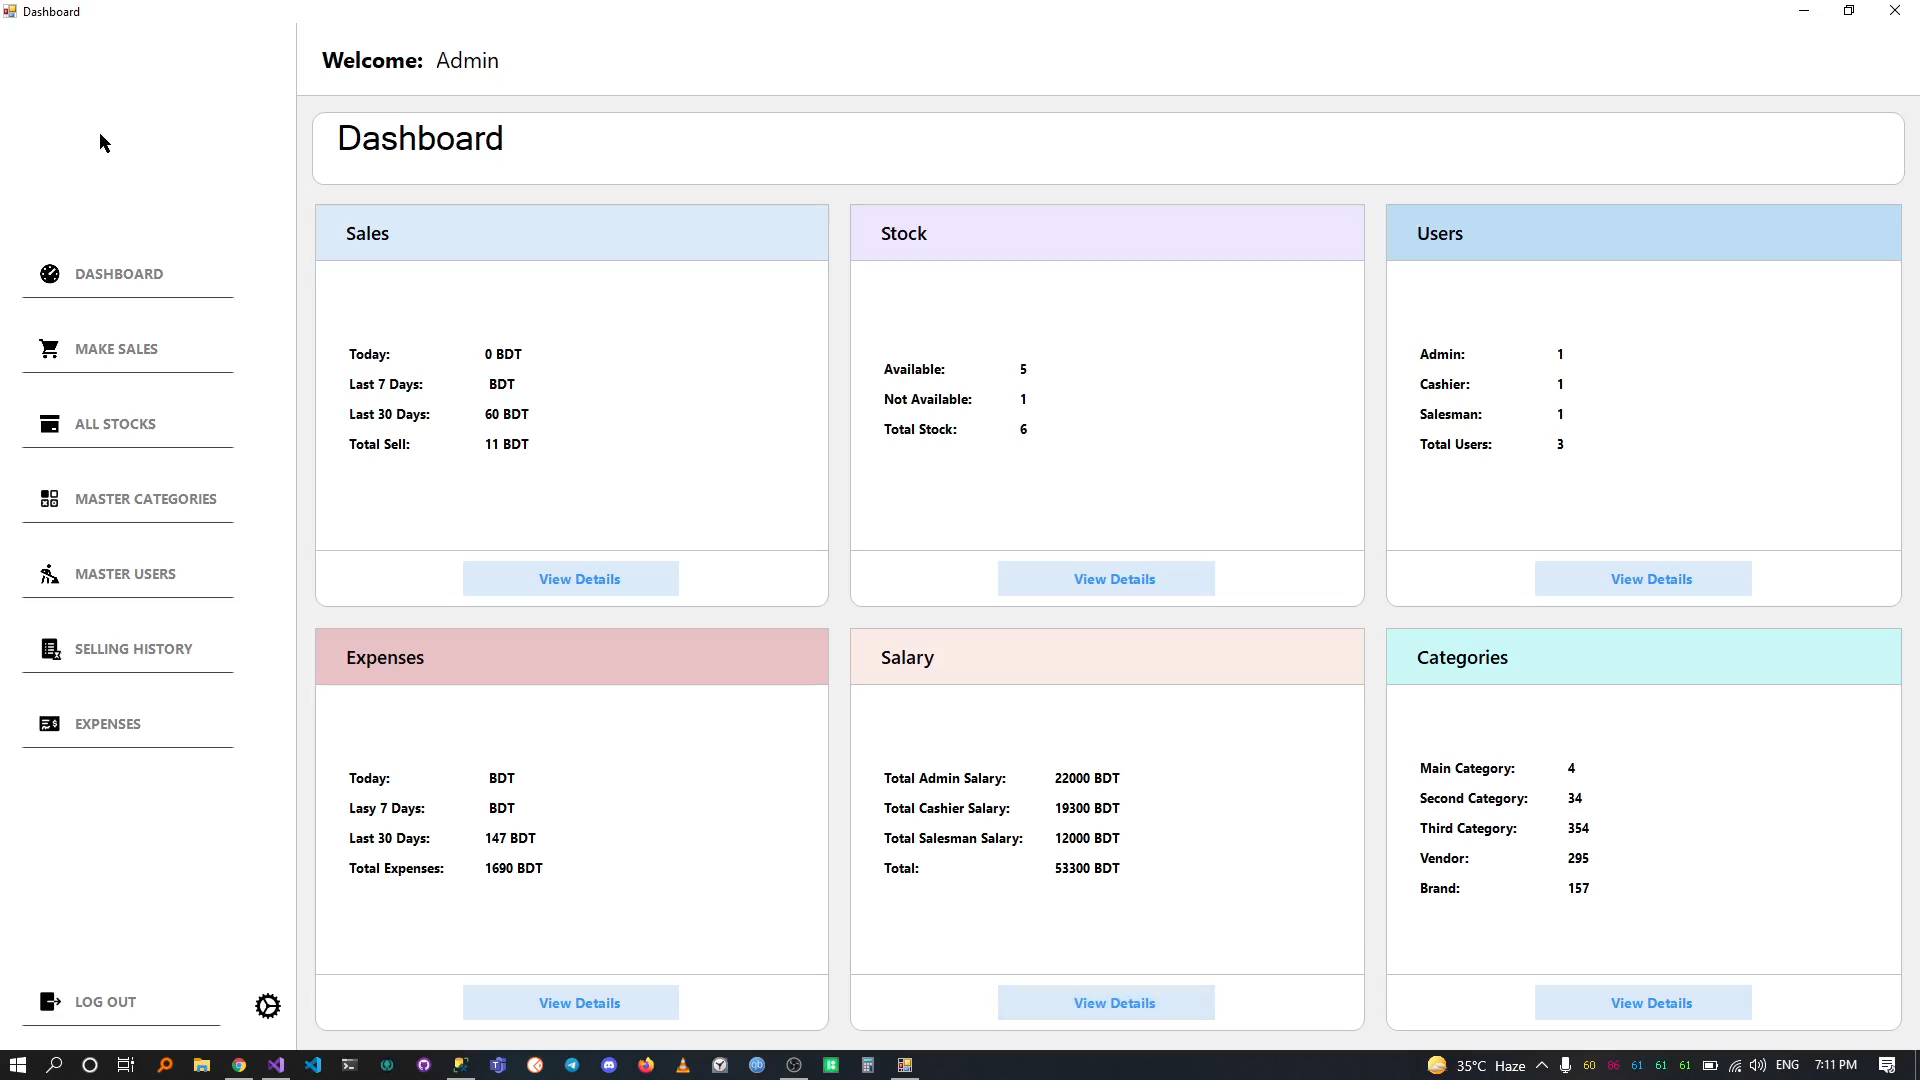 Dashboard
Welcome: Admin
Dashboard
DASHBOARD
MAKE SALES
ALL STOCKS
MASTER CATEGORIES
MASTER USERS
SELLING HISTORY
EXPENSES
LOG OUT
Sales
Today: 0 BDT
Last 7 Days: BDT
Last 30 Days: 60 BDT
Total Sell: 11 BDT
View Details
Stock
Available: 5
Not Available: 1
Total Stock: 6
View Details
Users
Admin: 1
Cashier: 1
Salesman: 1
Total Users: 3
View Details
Expenses
Today: BDT
Lasy 7 Days: BDT
Last 30 Days: 147 BDT
Total Expenses: 1690 BDT
View Details
Salary
Total Admin Salary: 22000 BDT
Total Cashier Salary: 19300 BDT
Total Salesman Salary: 12000 BDT
Total: 53300 BDT
View Details
Categories
Main Category: 4
Second Category: 34
Third Category: 354
Vendor: 295
Brand: 157
View Details
35°C Haze 60 86 61 61 61 ENG 7:11 PM